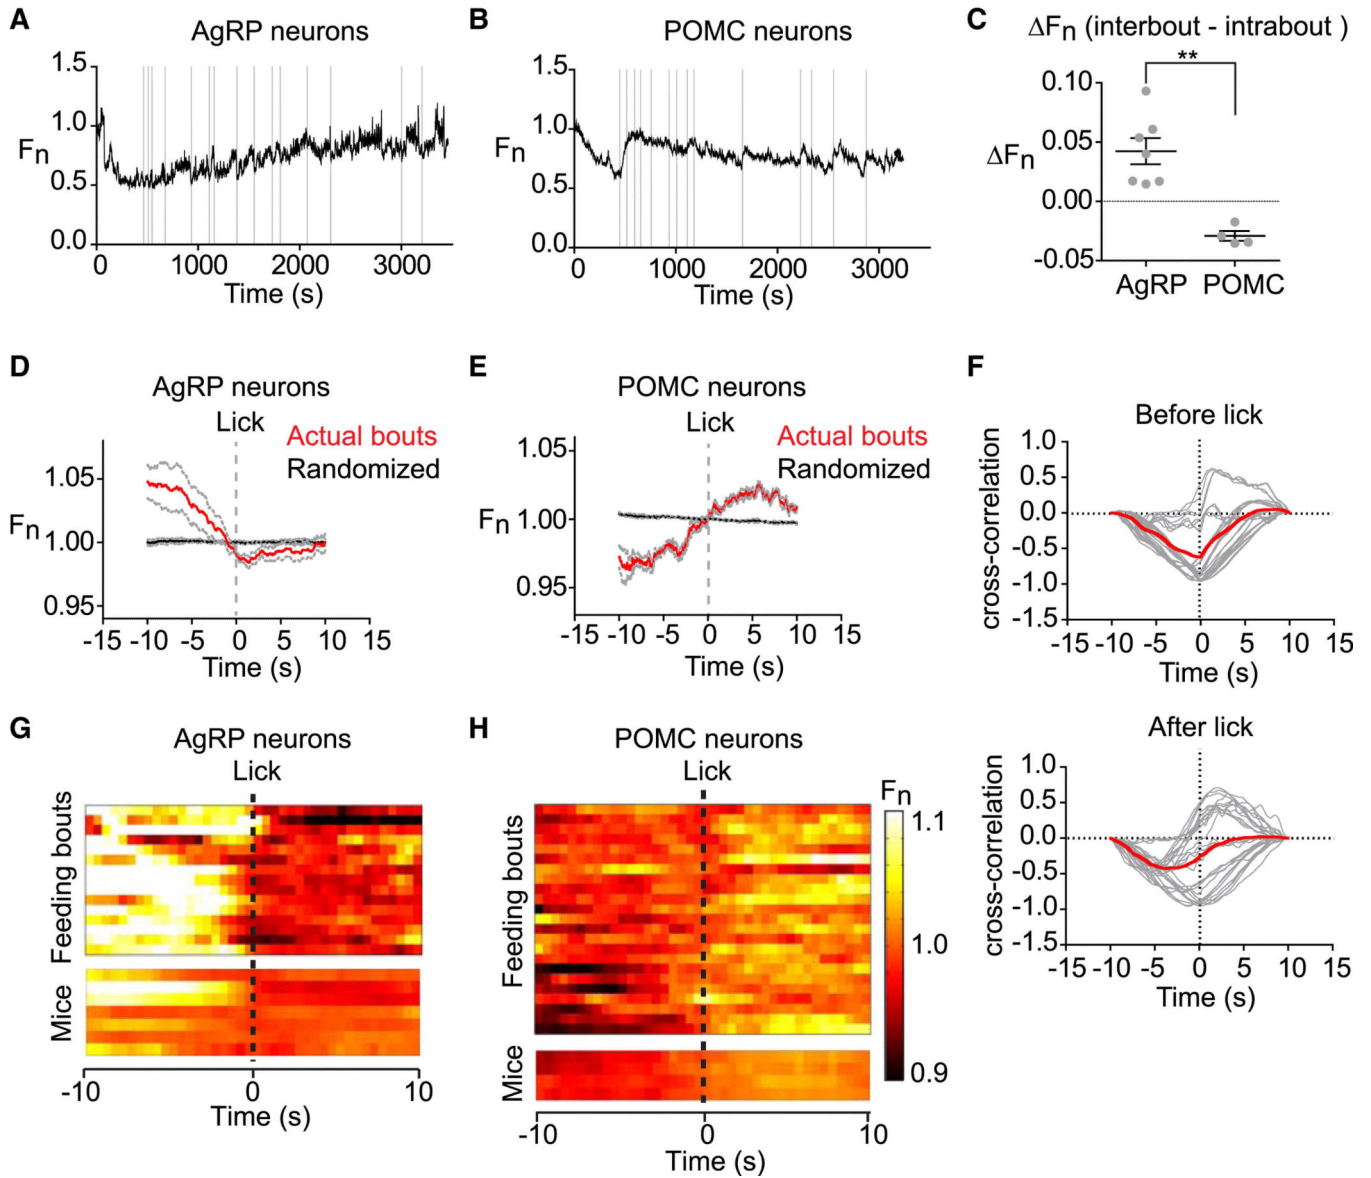 A
AgRP neurons
1.5
1.0
Fn
0.5
0.0
0 1000 2000 3000
Time (s)
B
POMC neurons
1.5
1.0
Fn
0.5
0.0
0 1000 2000 3000
Time (s)
C
ΔFn (interbout - intrabout )
**
0.10
0.05
ΔFn
0.00
-0.05
AgRP POMC
D
AgRP neurons
Lick
Actual bouts
Randomized
1.05
Fn
1.00
0.95
-15 -10 -5 0 5 10 15
Time (s)
E
POMC neurons
Lick
Actual bouts
Randomized
1.05
Fn
1.00
0.95
-15 -10 -5 0 5 10 15
Time (s)
F
Before lick
cross-correlation
1.0
0.5
0.0
-0.5
-1.0
-1.5
-15 -10 -5 0 5 10 15
Time (s)
After lick
cross-correlation
1.0
0.5
0.0
-0.5
-1.0
-1.5
-15 -10 -5 0 5 10 15
Time (s)
G
AgRP neurons
Lick
Feeding bouts
Mice
-10 0 10
Time (s)
H
POMC neurons
Lick
Feeding bouts
Mice
-10 0 10
Time (s)
Fn
1.1
1.0
0.9